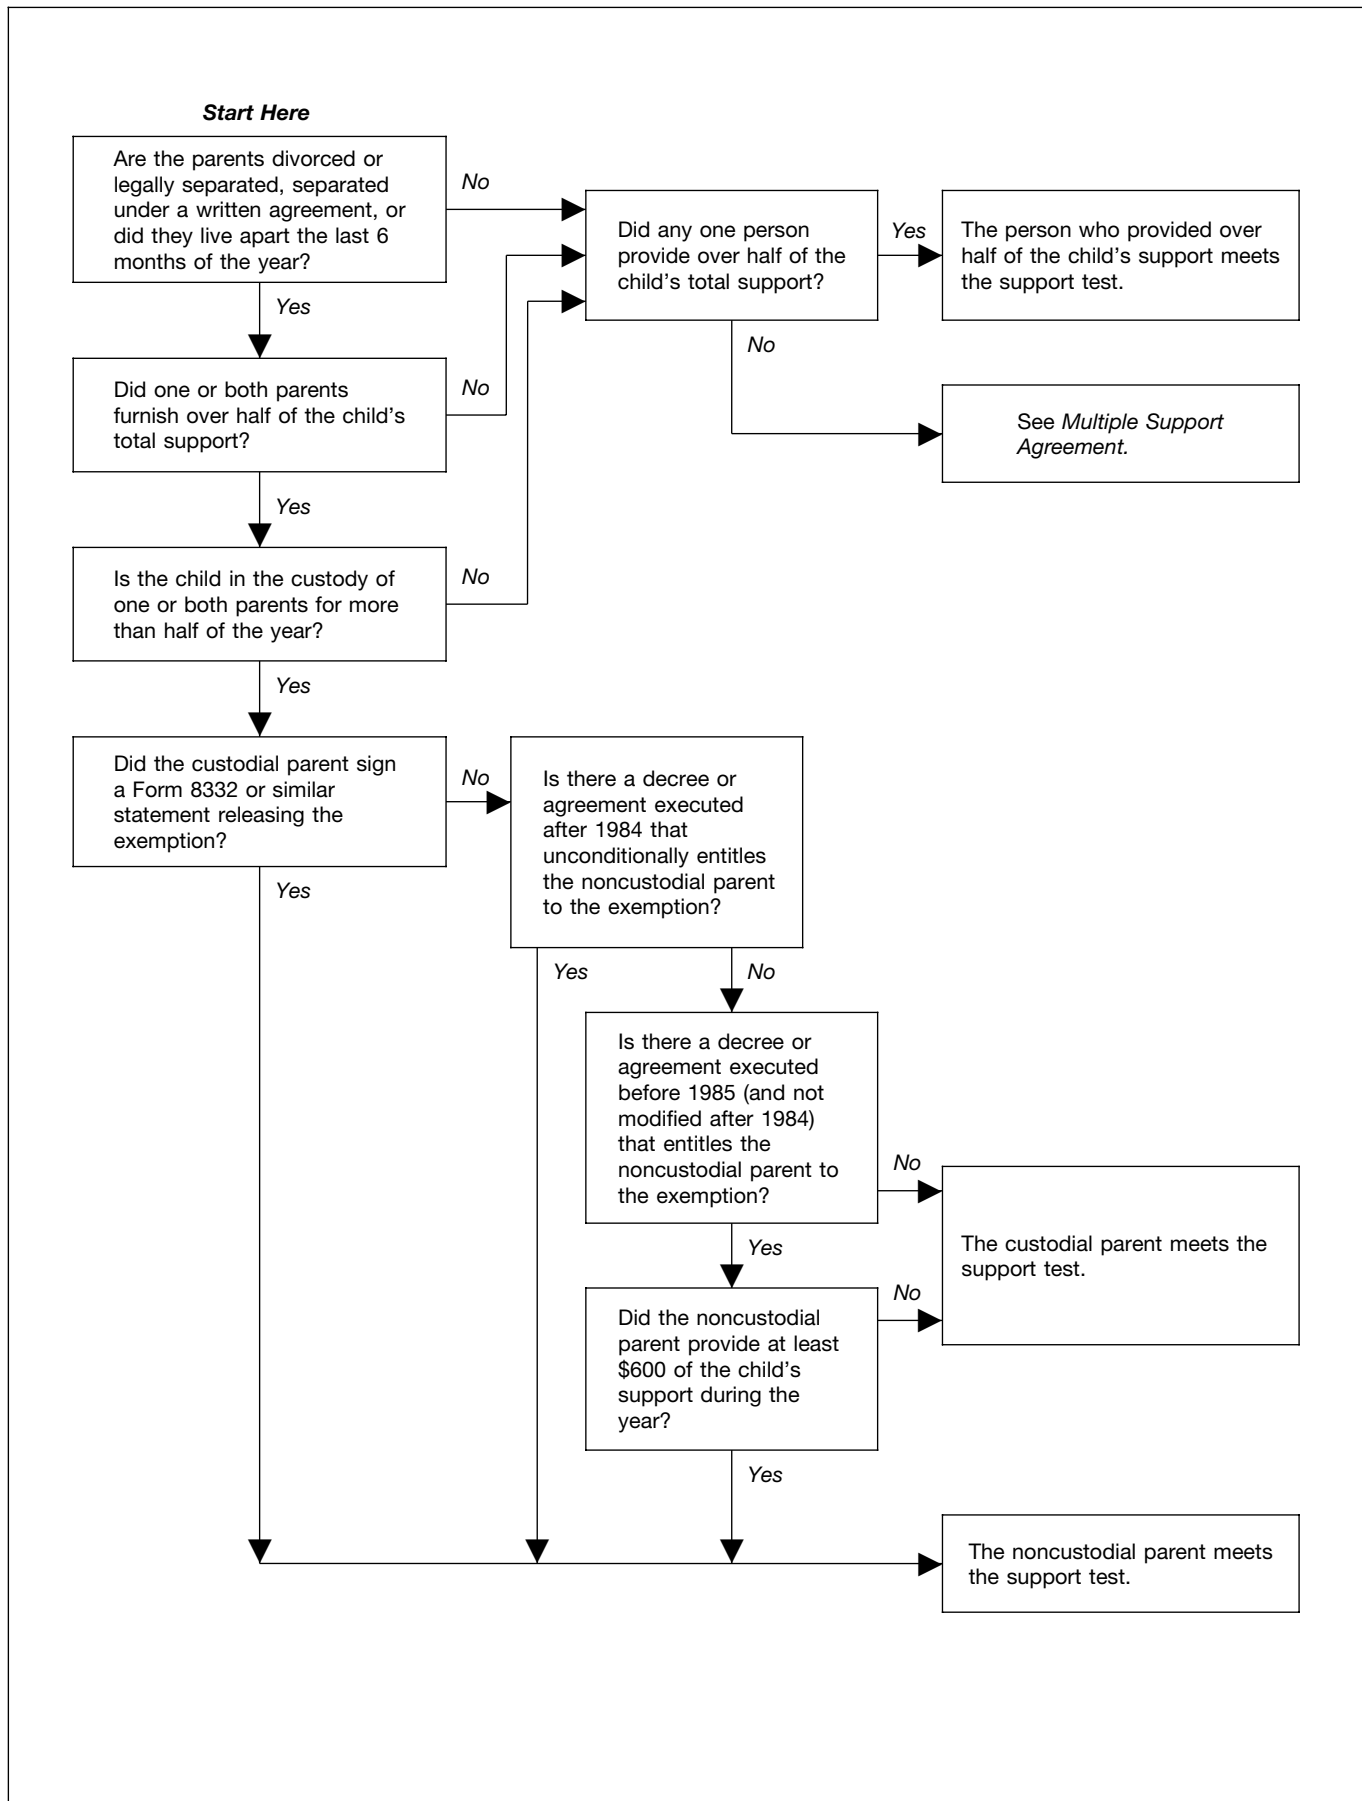 Start Here
Are the parents divorced or
legally separated, separated
under a written agreement, or
did they live apart the last 6
months of the year?
No
Did any one person
provide over half of the
child's total support?
Yes
The person who provided over
half of the child's support meets
the support test.
Yes
No
Did one or both parents
furnish over half of the child's
total support?
No
See Multiple Support
Agreement.
Yes
Is the child in the custody of
one or both parents for more
than half of the year?
No
Yes
Did the custodial parent sign
a Form 8332 or similar
statement releasing the
exemption?
No
Is there a decree or
agreement executed
after 1984 that
unconditionally entitles
the noncustodial parent
to the exemption?
Yes
Yes
No
Is there a decree or
agreement executed
before 1985 (and not
modified after 1984)
that entitles the
noncustodial parent to
the exemption?
No
The custodial parent meets the
support test.
Yes
No
Did the noncustodial
parent provide at least
$600 of the child's
support during the
year?
Yes
The noncustodial parent meets
the support test.